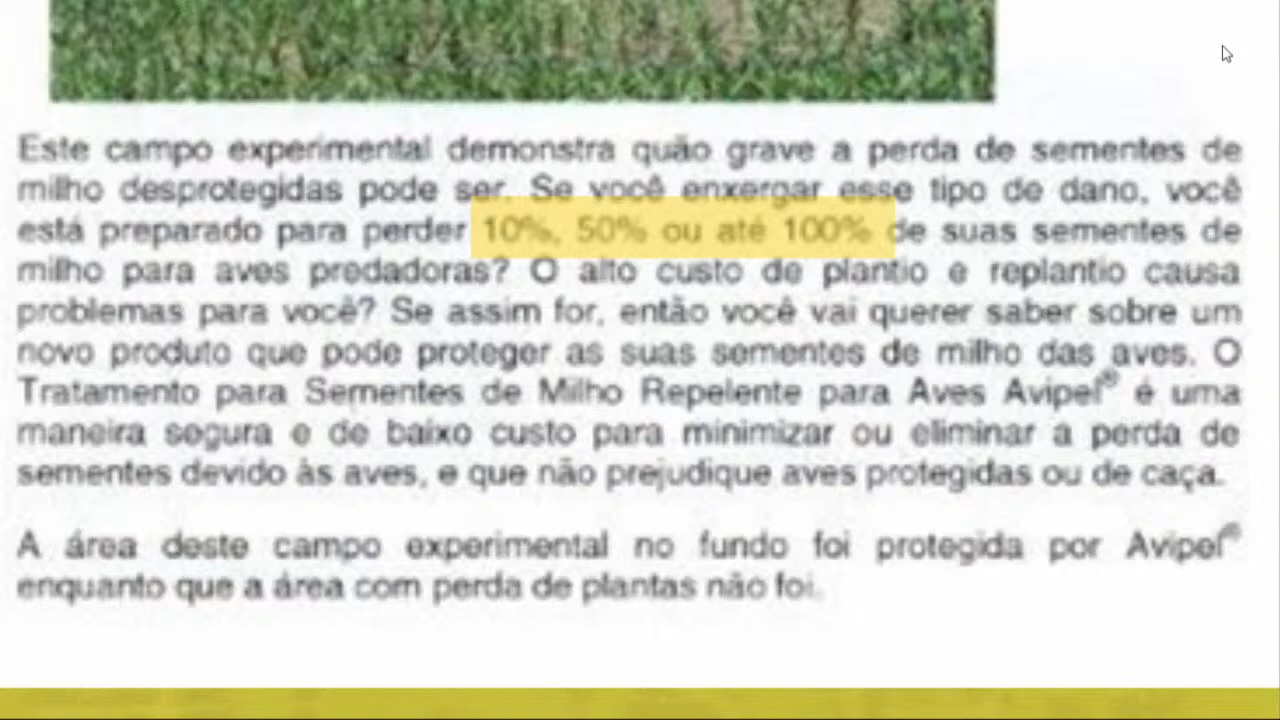 Este campo experimental demonstra quão grave a perda de sementes de
milho desprotegidas pode ser. Se você enxergar esse tipo de dano, você
está preparado para perder 10%, 50% ou até 100% de suas sementes de
milho para aves predadoras? O alto custo de plantio e replantio causa
problemas para você? Se assim for, então você vai querer saber sobre um
novo produto que pode proteger as suas sementes de milho das aves. O
Tratamento para Sementes de Milho Repelente para Aves Avipel® é uma
maneira segura e de baixo custo para minimizar ou eliminar a perda de
sementes devido às aves, e que não prejudique aves protegidas ou de caça.
A área deste campo experimental no fundo foi protegida por Avipel®
enquanto que a área com perda de plantas não foi.